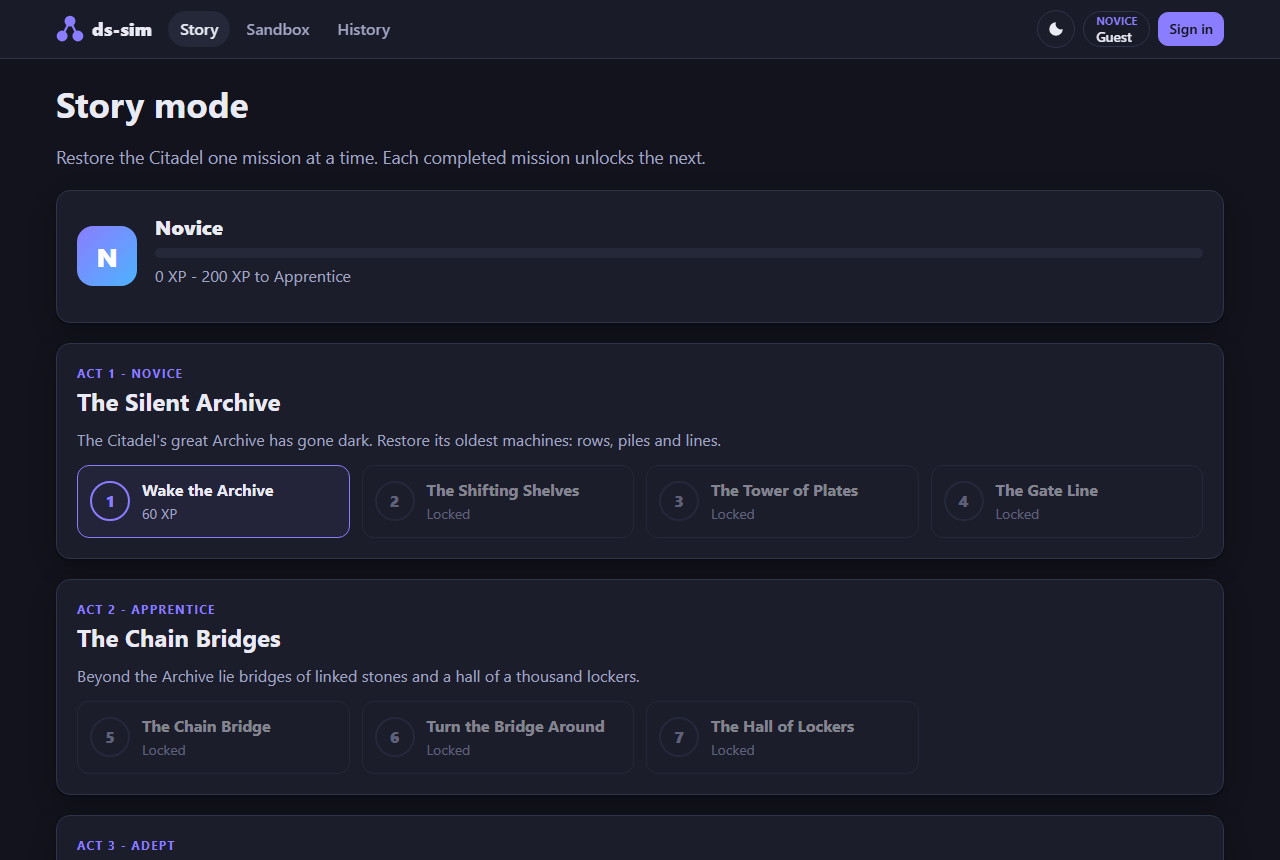 ds-sim Story Sandbox History NOVICE Guest Sign in
Story mode
Restore the Citadel one mission at a time. Each completed mission unlocks the next.
N
Novice
0 XP - 200 XP to Apprentice
ACT 1 - NOVICE
The Silent Archive
The Citadel's great Archive has gone dark. Restore its oldest machines: rows, piles and lines.
1 Wake the Archive
60 XP
2 The Shifting Shelves
Locked
3 The Tower of Plates
Locked
4 The Gate Line
Locked
ACT 2 - APPRENTICE
The Chain Bridges
Beyond the Archive lie bridges of linked stones and a hall of a thousand lockers.
5 The Chain Bridge
Locked
6 Turn the Bridge Around
Locked
7 The Hall of Lockers
Locked
ACT 3 - ADEPT